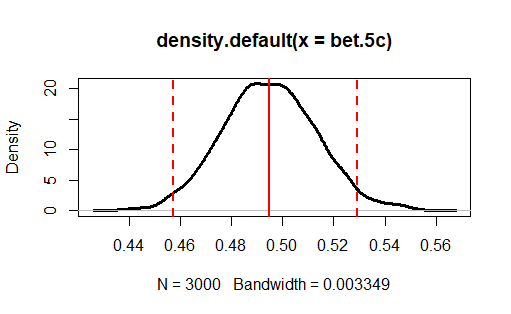 density.default(x = bet.5c)
Density
20
10
5
0
0.44 0.46 0.48 0.50 0.52 0.54 0.56
N = 3000 Bandwidth = 0.003349